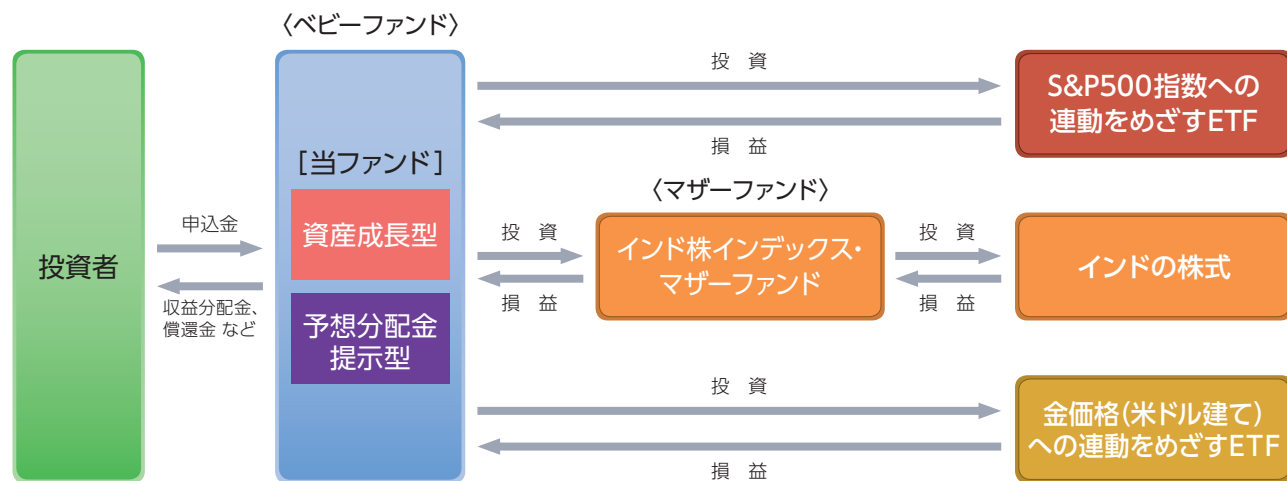 〈ベビーファンド〉
投資者
申込金
収益分配金、
償還金 など
[当ファンド]
資産成長型
予想分配金
提示型
投 資
損 益
S&P500指数への
連動をめざすETF
〈マザーファンド〉
投 資
損 益
インド株インデックス・
マザーファンド
投 資
損 益
インドの株式
投 資
損 益
金価格(米ドル建て)
への連動をめざすETF